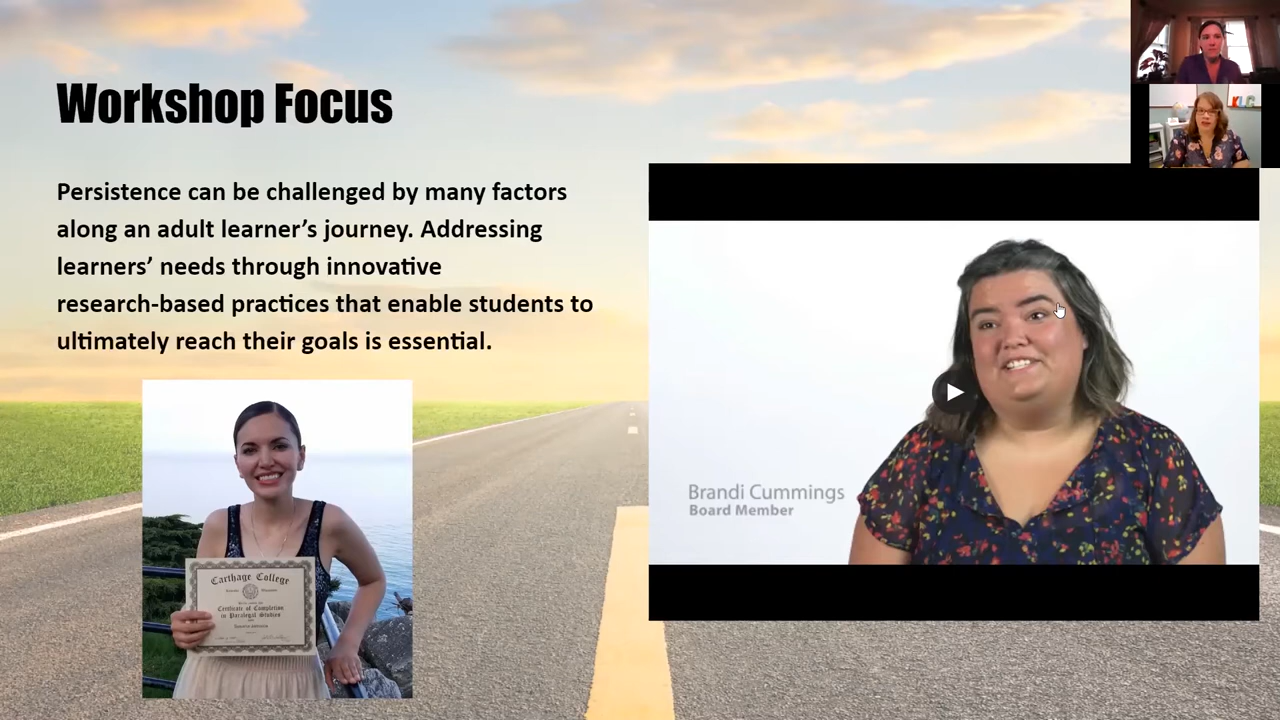 Workshop Focus
Persistence can be challenged by many factors
along an adult learner’s journey. Addressing
learners’ needs through innovative
research-based practices that enable students to
ultimately reach their goals is essential.
Brandi Cummings
Board Member
Carthage College
Certificate of Completion
in Paralegal Studies
KLC